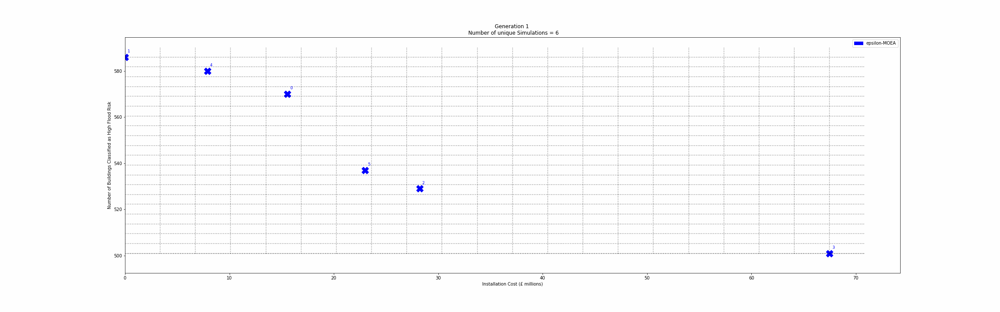 Generation 1
Number of unique Simulations = 6
epsilon-MOEA
1
4
0
5
2
3
580
560
540
520
500
Number of Buildings Classified as High Flood Risk
0 10 20 30 40 50 60 70
Installation Cost (£ millions)